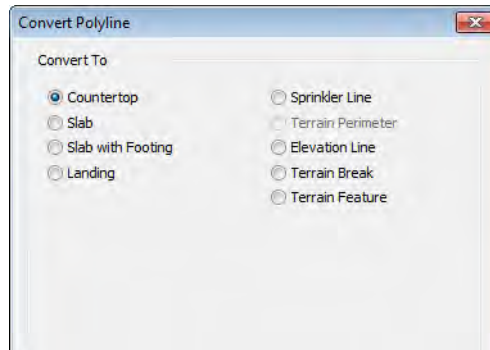 Convert Polyline
Convert To
Countertop
Slab
Slab with Footing
Landing
Sprinkler Line
Terrain Perimeter
Elevation Line
Terrain Break
Terrain Feature